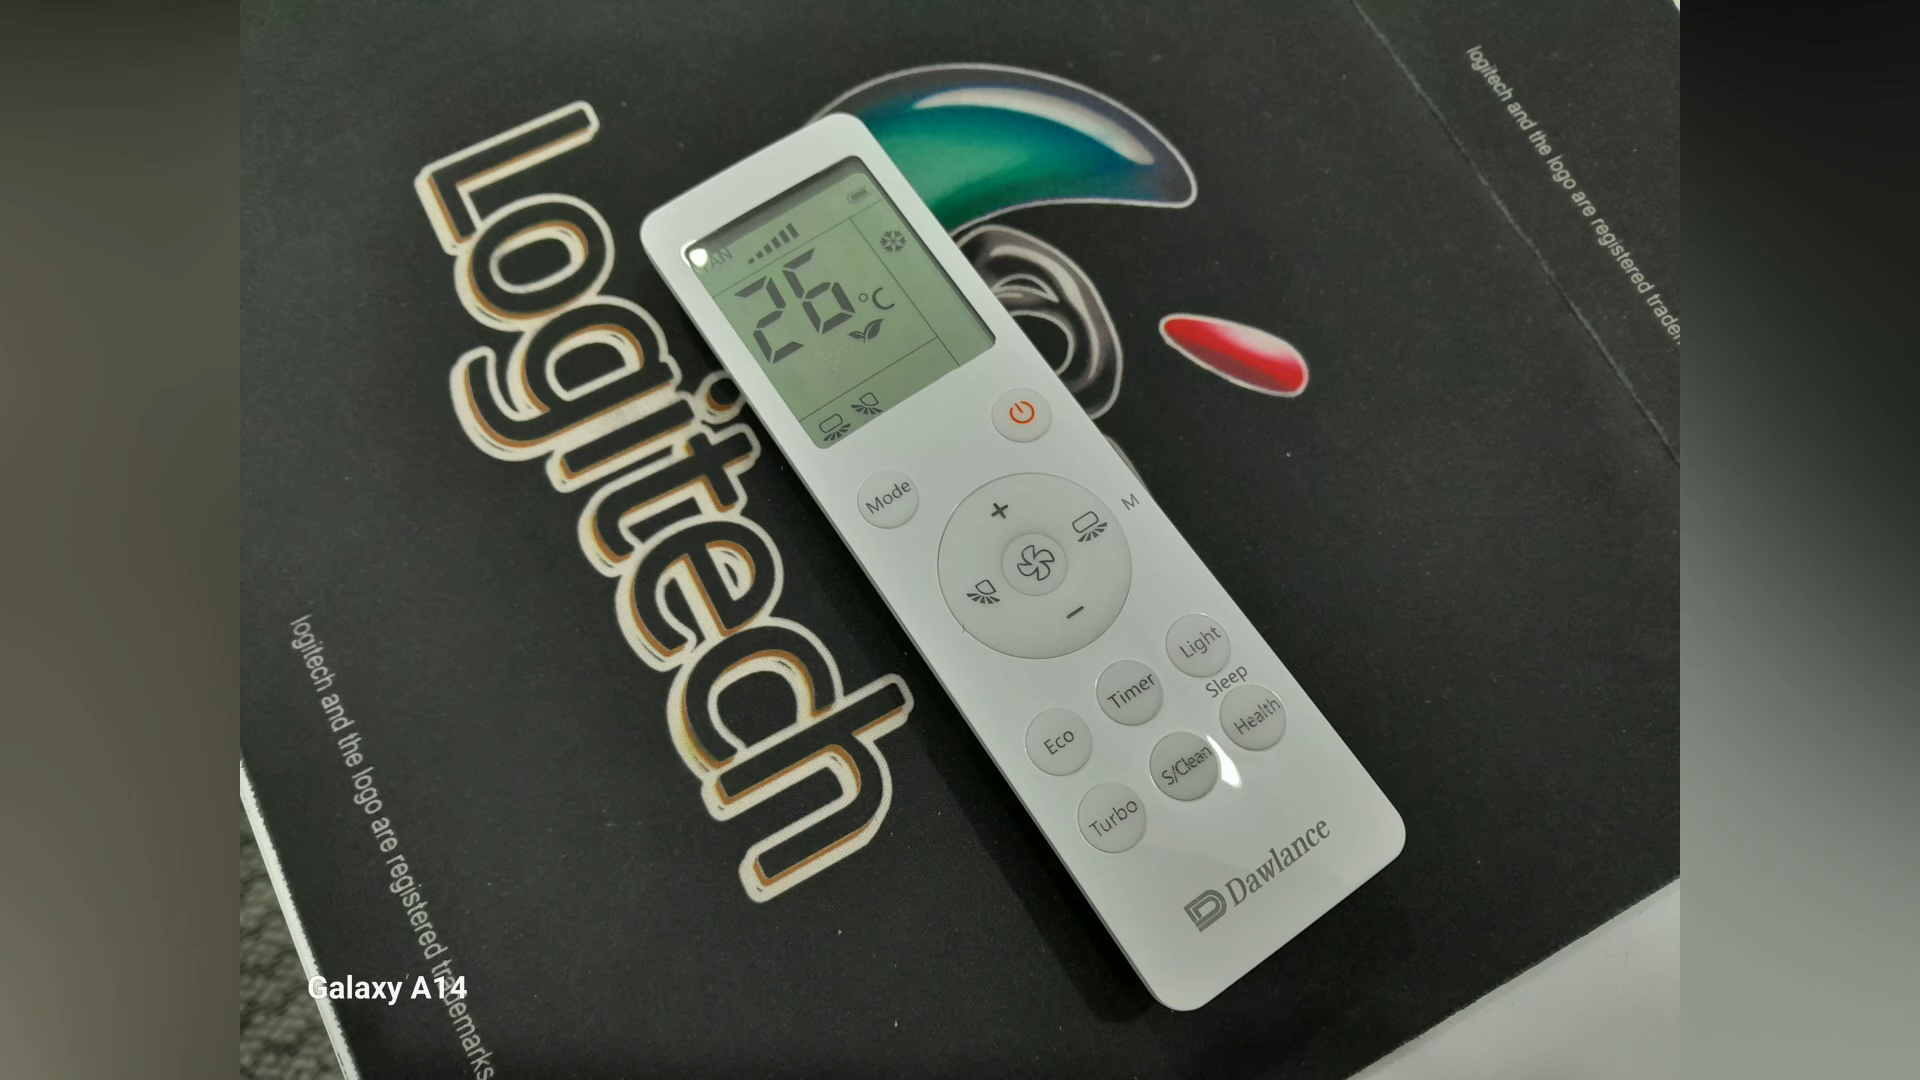 Logitech
logitech and the logo are registered trademarks
logitech and the logo are registered
FAN
26 °C
Mode
+
M
-
Light
Sleep
Timer
Health
Eco
S/Clean
Turbo
Dawlance
Galaxy A14